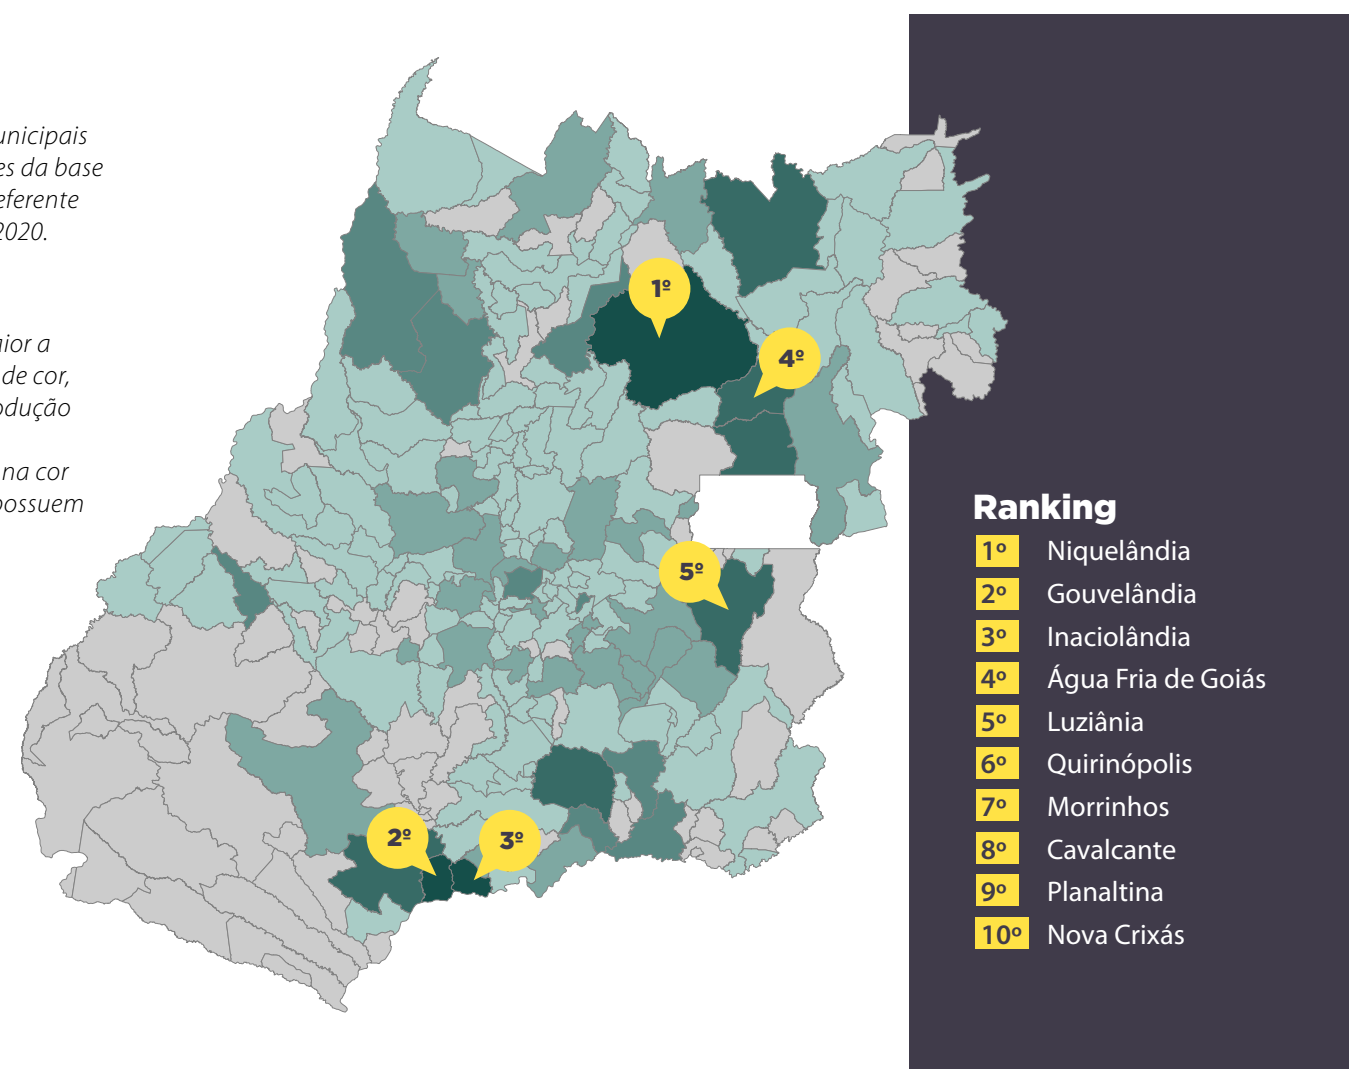 unicipais
es da base
eferente
2020.
ior a
de cor,
odução
na cor
possuem
1º
4º
5º
2º
3º
Ranking
1º Niquelândia
2º Gouvelândia
3º Inaciolândia
4º Água Fria de Goiás
5º Luziânia
6º Quirinópolis
7º Morrinhos
8º Cavalcante
9º Planaltina
10º Nova Crixás